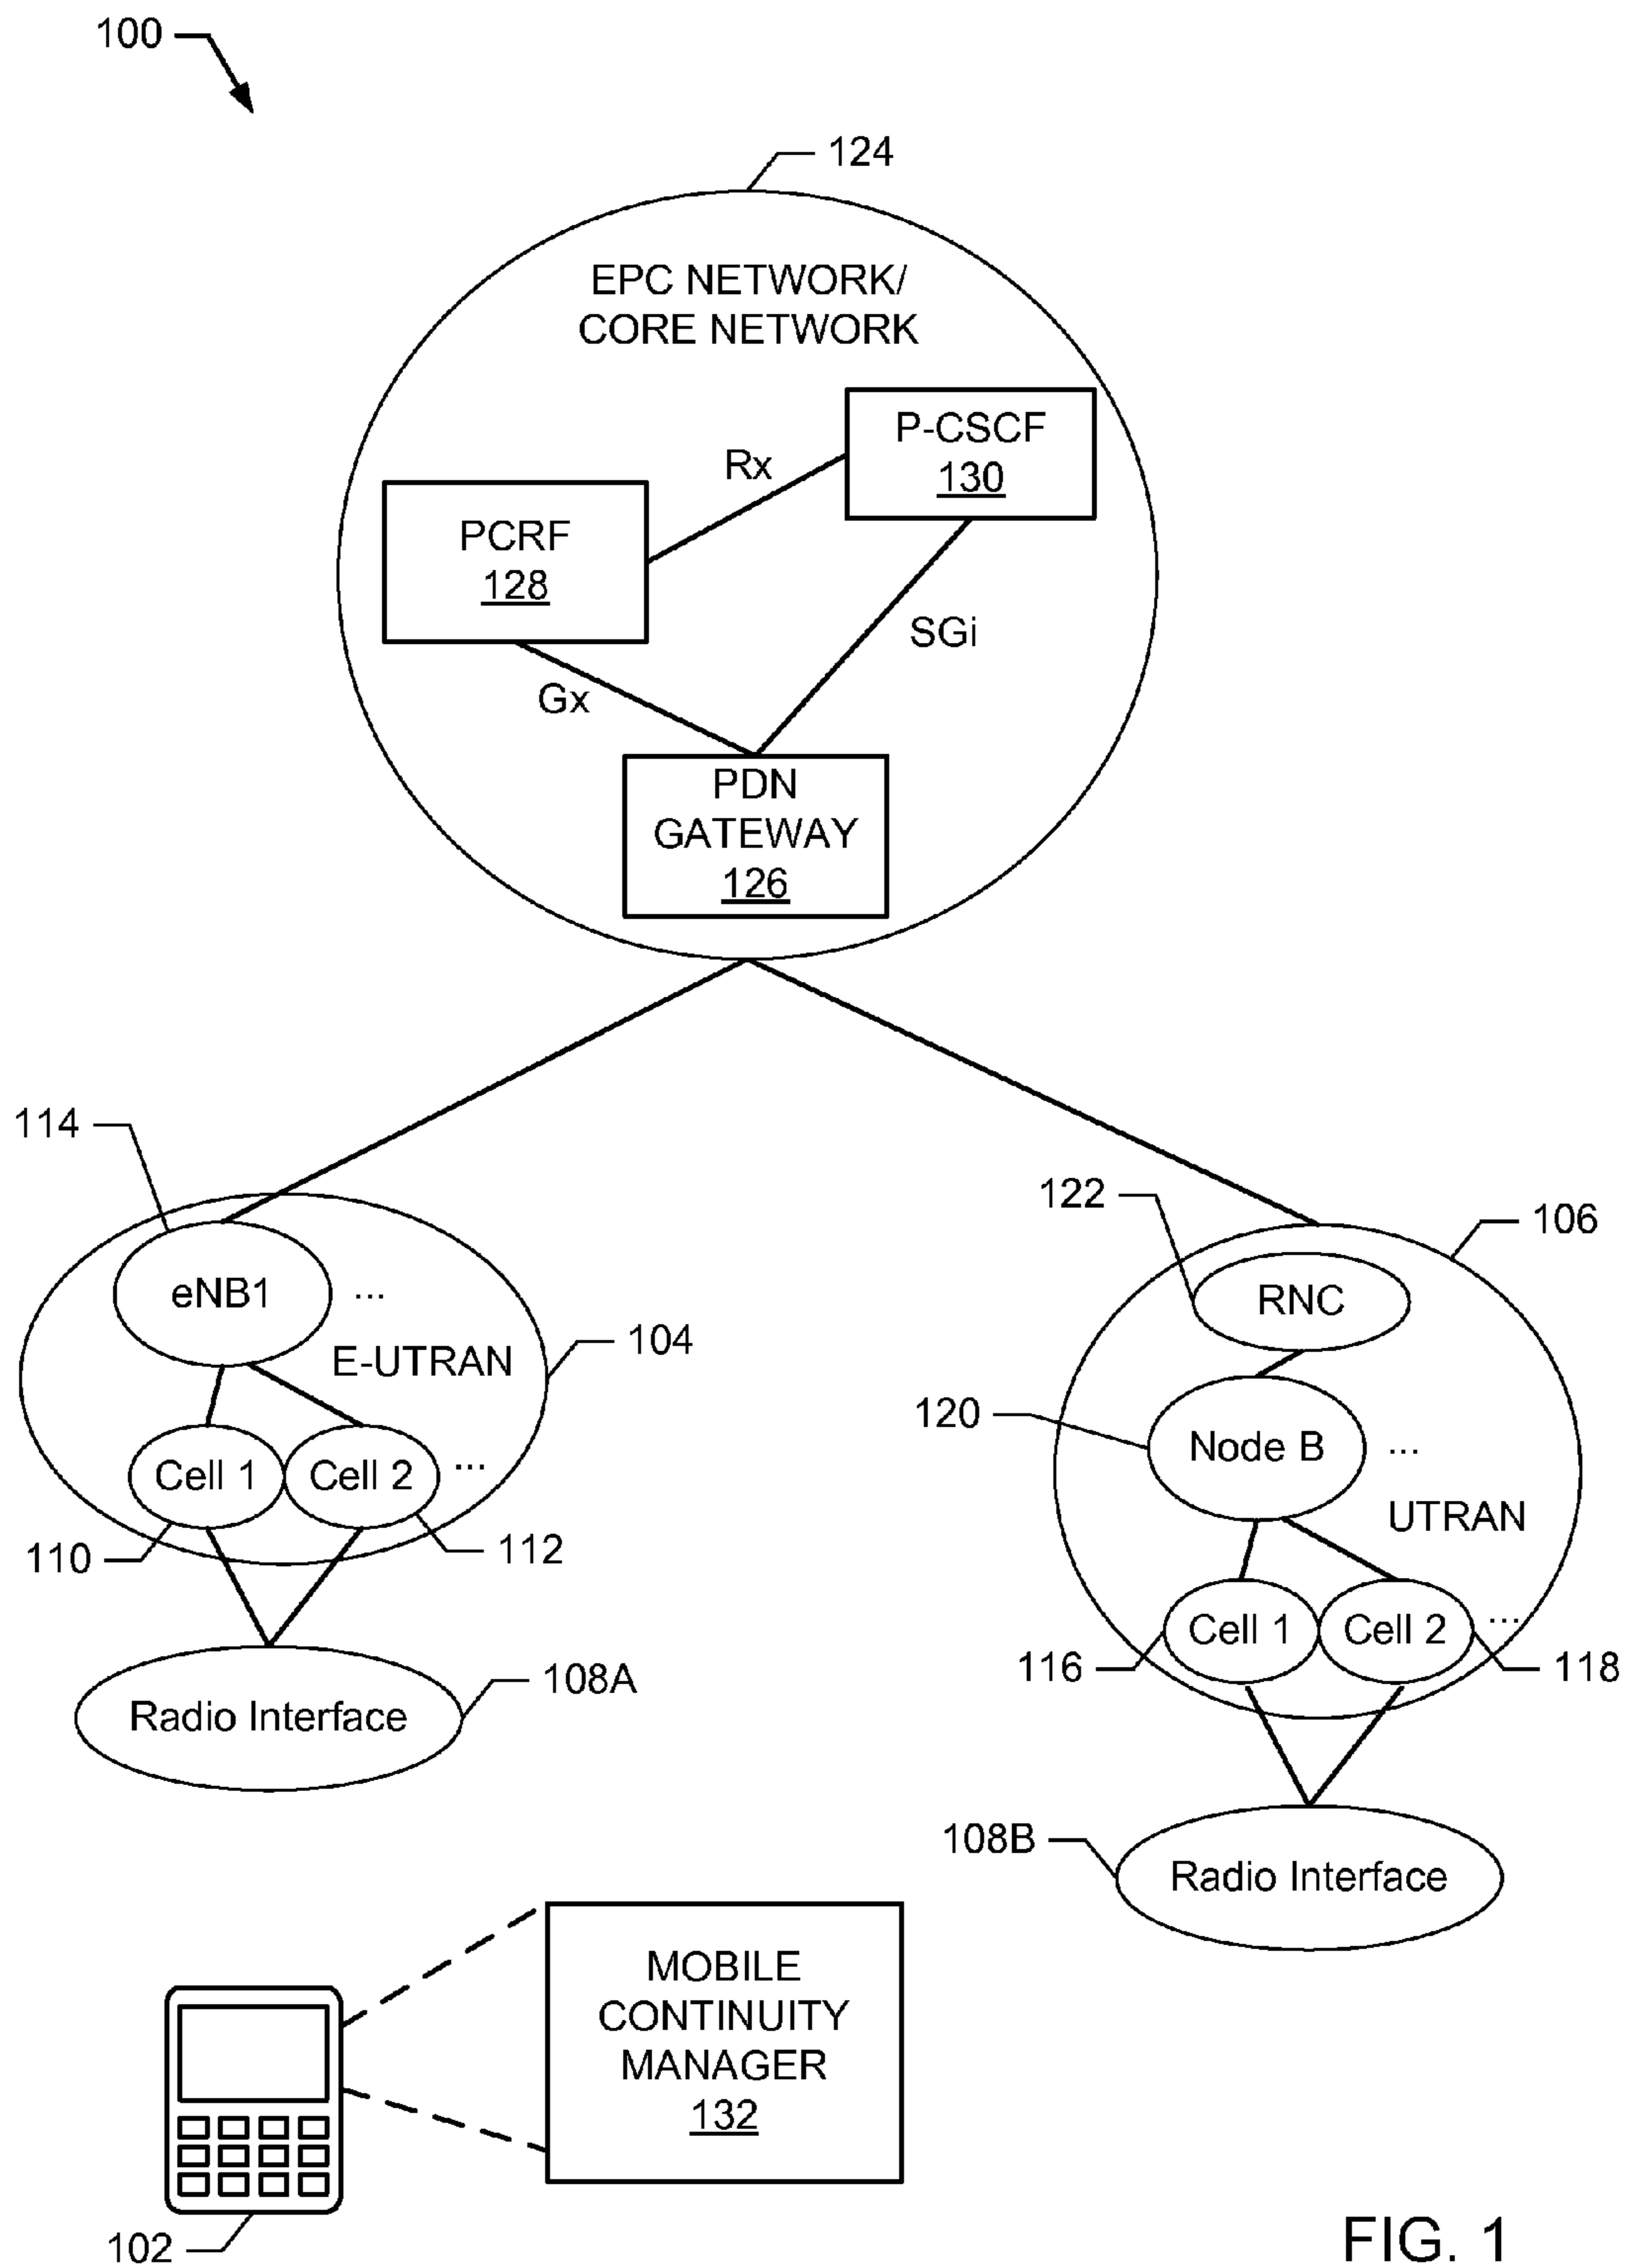 100
124
EPC NETWORK/
CORE NETWORK
P-CSCF
130
Rx
PCRF
128
SGi
Gx
PDN
GATEWAY
126
114
122
106
eNB1
...
RNC
104
E-UTRAN
120
Node B
...
Cell 1
Cell 2
...
UTRAN
110
112
Cell 1
Cell 2
...
116
118
108A
Radio Interface
108B
Radio Interface
MOBILE
CONTINUITY
MANAGER
132
102
FIG. 1